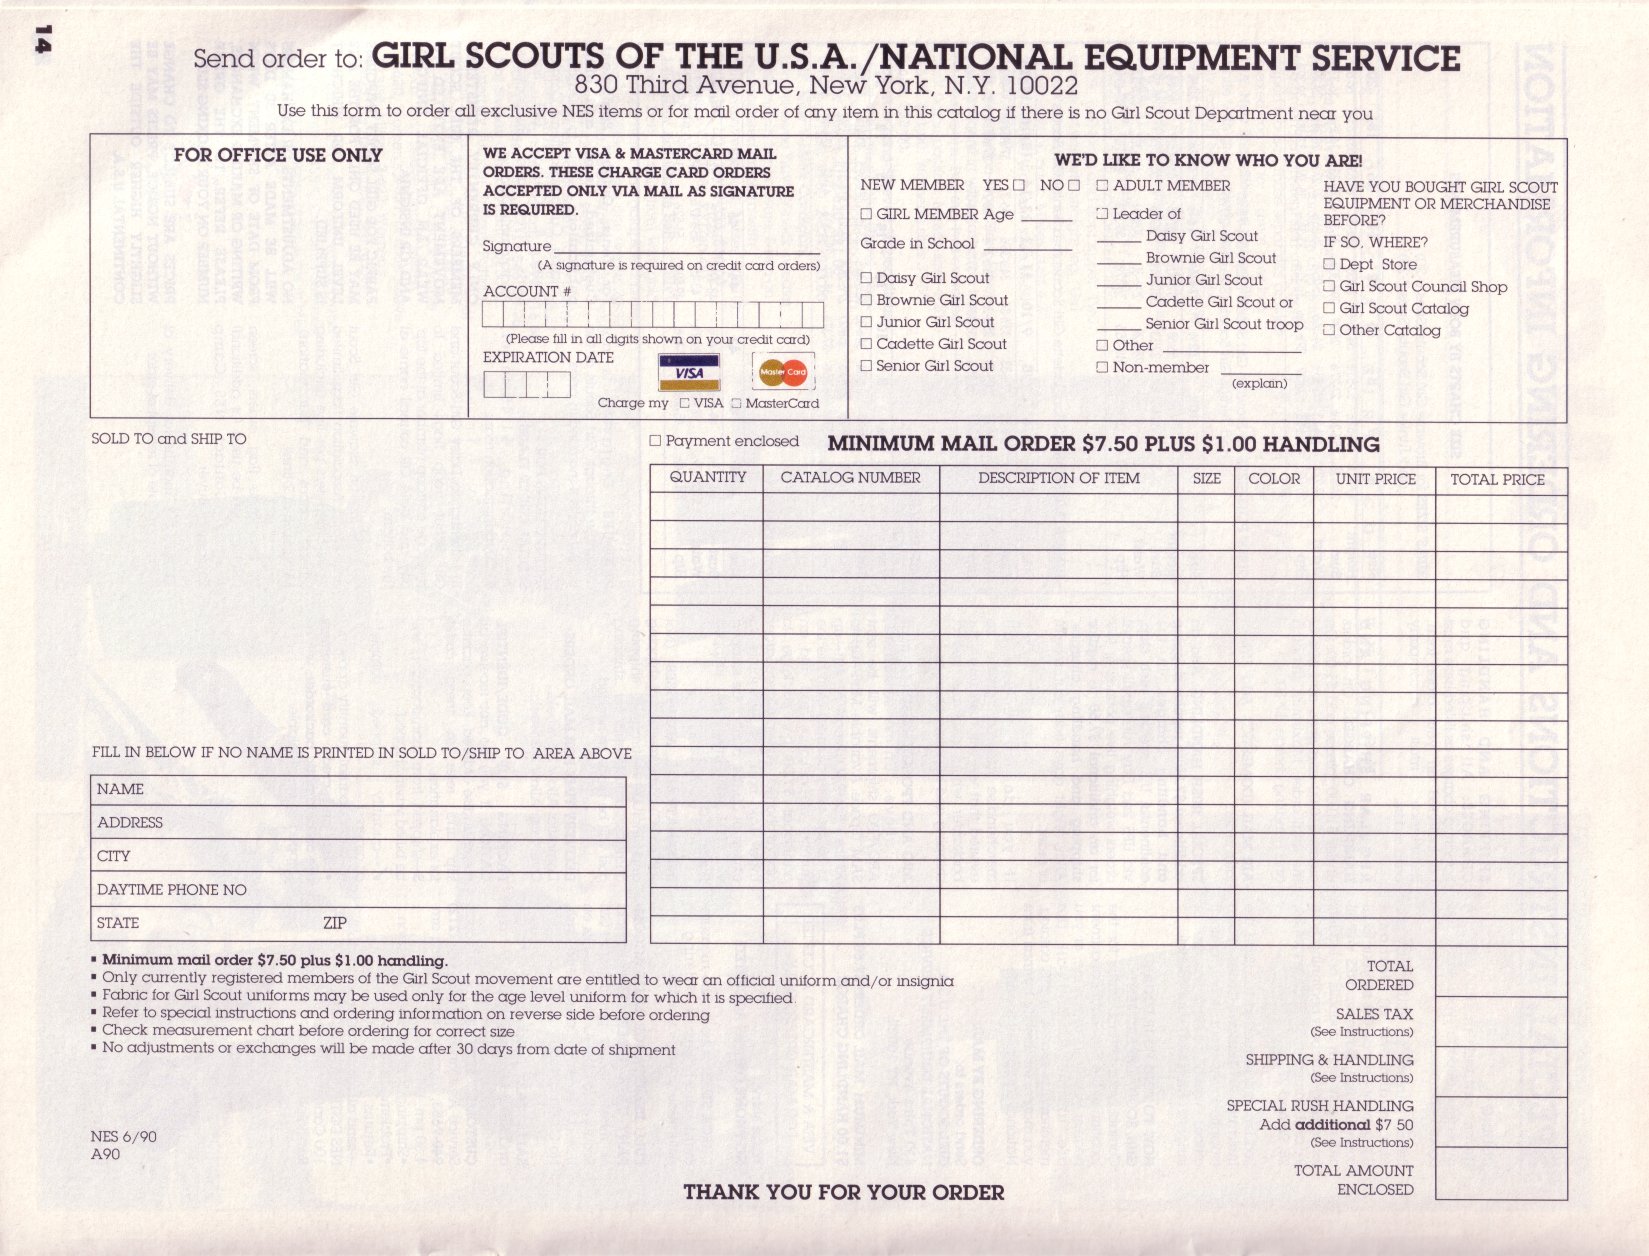 14
Send order to: GIRL SCOUTS OF THE U.S.A./NATIONAL EQUIPMENT SERVICE
830 Third Avenue, New York, N.Y. 10022
Use this form to order all exclusive NES items or for mail order of any item in this catalog if there is no Girl Scout Department near you
FOR OFFICE USE ONLY
WE ACCEPT VISA & MASTERCARD MAIL
ORDERS. THESE CHARGE CARD ORDERS
ACCEPTED ONLY VIA MAIL AS SIGNATURE
IS REQUIRED.
Signature
(A signature is required on credit card orders)
ACCOUNT #
(Please fill in all digits shown on your credit card)
EXPIRATION DATE
VISA
MasterCard
Charge my ☐ VISA ☐ MasterCard
WE'D LIKE TO KNOW WHO YOU ARE!
NEW MEMBER YES ☐ NO ☐
☐ GIRL MEMBER Age
Grade in School
☐ Daisy Girl Scout
☐ Brownie Girl Scout
☐ Junior Girl Scout
☐ Cadette Girl Scout
☐ Senior Girl Scout
☐ ADULT MEMBER
☐ Leader of
Daisy Girl Scout
Brownie Girl Scout
Junior Girl Scout
Cadette Girl Scout or
Senior Girl Scout troop
☐ Other
☐ Non-member
(explain)
HAVE YOU BOUGHT GIRL SCOUT
EQUIPMENT OR MERCHANDISE
BEFORE?
IF SO, WHERE?
☐ Dept Store
☐ Girl Scout Council Shop
☐ Girl Scout Catalog
☐ Other Catalog
SOLD TO and SHIP TO
☐ Payment enclosed MINIMUM MAIL ORDER $7.50 PLUS $1.00 HANDLING
QUANTITY CATALOG NUMBER DESCRIPTION OF ITEM SIZE COLOR UNIT PRICE TOTAL PRICE
FILL IN BELOW IF NO NAME IS PRINTED IN SOLD TO/SHIP TO AREA ABOVE
NAME
ADDRESS
CITY
DAYTIME PHONE NO
STATE ZIP
▪ Minimum mail order $7.50 plus $1.00 handling.
▪ Only currently registered members of the Girl Scout movement are entitled to wear an official uniform and/or insignia
▪ Fabric for Girl Scout uniforms may be used only for the age level uniform for which it is specified.
▪ Refer to special instructions and ordering information on reverse side before ordering
▪ Check measurement chart before ordering for correct size
▪ No adjustments or exchanges will be made after 30 days from date of shipment
TOTAL
ORDERED
SALES TAX
(See Instructions)
SHIPPING & HANDLING
(See Instructions)
SPECIAL RUSH HANDLING
Add additional $7 50
(See Instructions)
TOTAL AMOUNT
ENCLOSED
NES 6/90
A90
THANK YOU FOR YOUR ORDER